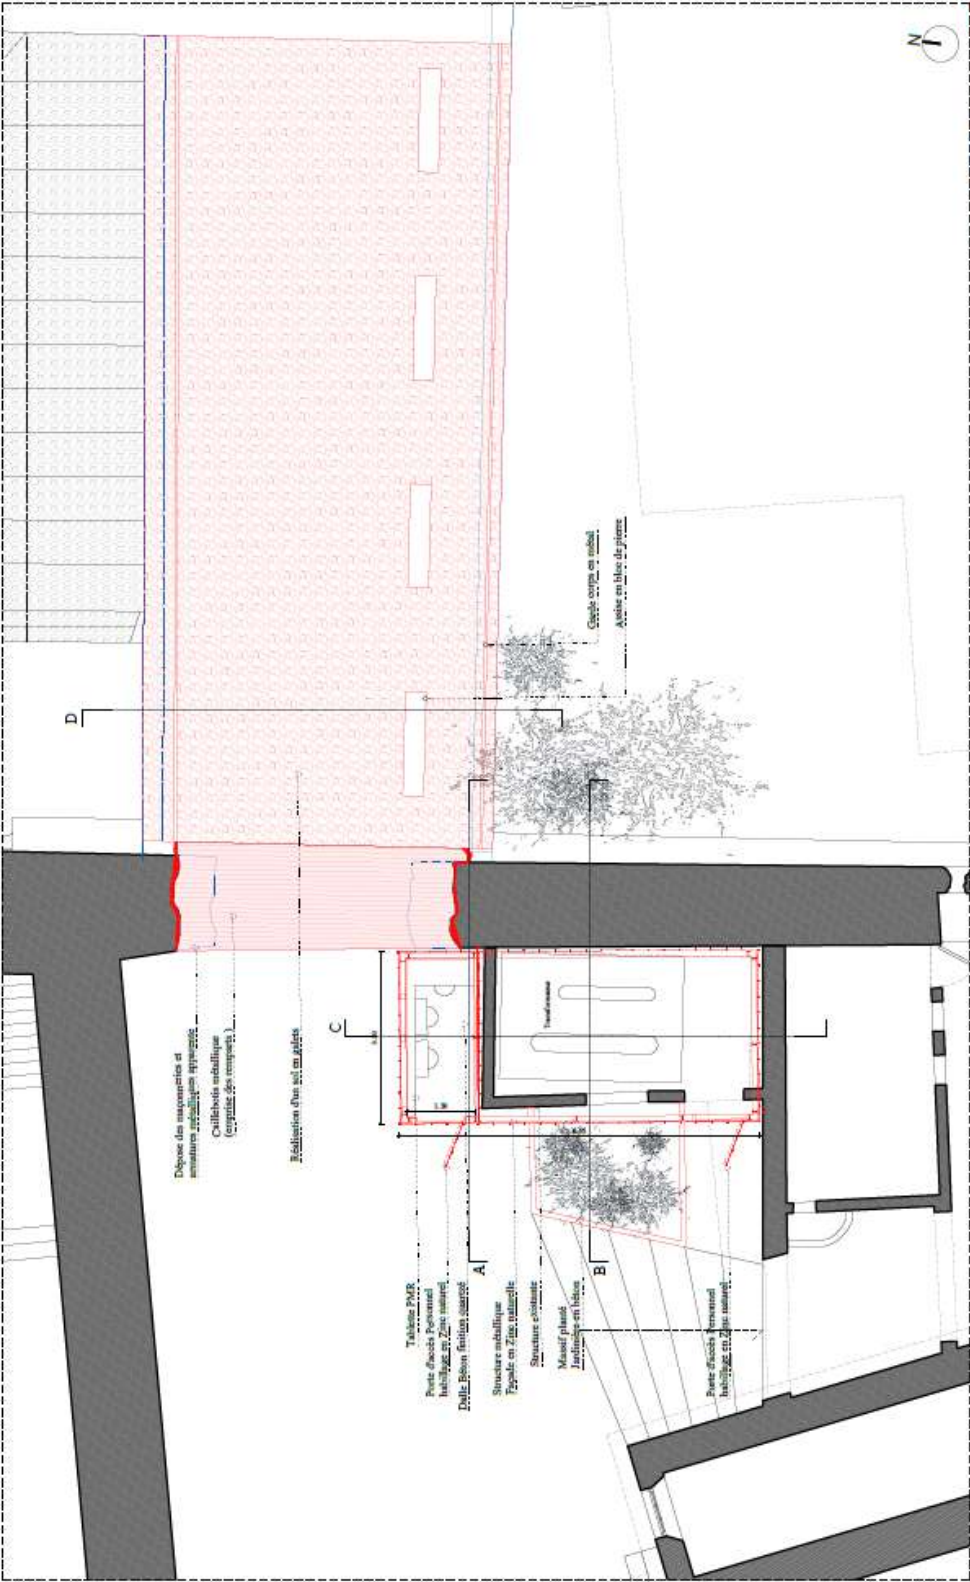 N
D
Garde corps en métal
Assise en bloc de pierre
Dépose des maçonneries et
armatures métalliques apparente
Caillebotis métallique
(emprise des remparts )
Réalisation d'un sol en galets
C
Transformateur
Tablette PMR
Porte d'accès Personnel
habillage en Zinc naturel
Dalle Béton finition quartzé
A
Structure métallique
Façade en Zinc naturelle
Structure existante
B
Massif planté
Jardinière en béton
Porte d'accès Personnel
habillage en Zinc naturel